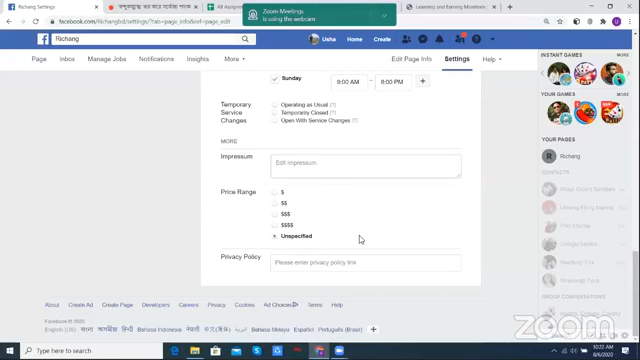 Richang Settings
Zoom Meetings
is using the webcam
Learning and Earning Monitoring
facebook.com/Richangbd/settings/?tab=page_info&ref=page_edit
Richang
Usha Home Create
Page Inbox Manage Jobs Notifications Insights More Edit Page Info Settings Help
INSTANT GAMES
Sunday 9:00 AM – 8:00 PM +
YOUR GAMES
Temporary
Service
Changes
Operating as Usual [?]
Temporarily Closed [?]
Open With Service Changes [?]
MORE
YOUR PAGES
Richang
Impressum Edit Impressum
CONTACTS
Price Range $
$$
$$$
$$$$
Unspecified
Privacy Policy Please enter privacy policy link
GROUP CONVERSATIONS
About Create Ad Create Page Developers Careers Privacy Cookies Ad Choices Terms Help
Facebook © 2020
English (US) বাংলা অসমীয়া हिन्दी नेपाली Bahasa Indonesia العربية Bahasa Melayu Español Português (Brasil) +
zoom
Type here to search
10:22 AM
8/6/2020